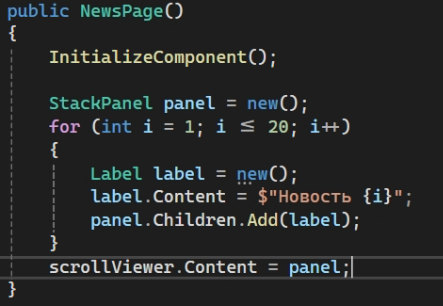 public NewsPage()
{
InitializeComponent();
StackPanel panel = new();
for (int i = 1; i <= 20; i++)
{
Label label = new();
label.Content = $"Новость {i}";
panel.Children.Add(label);
}
scrollViewer.Content = panel;
}